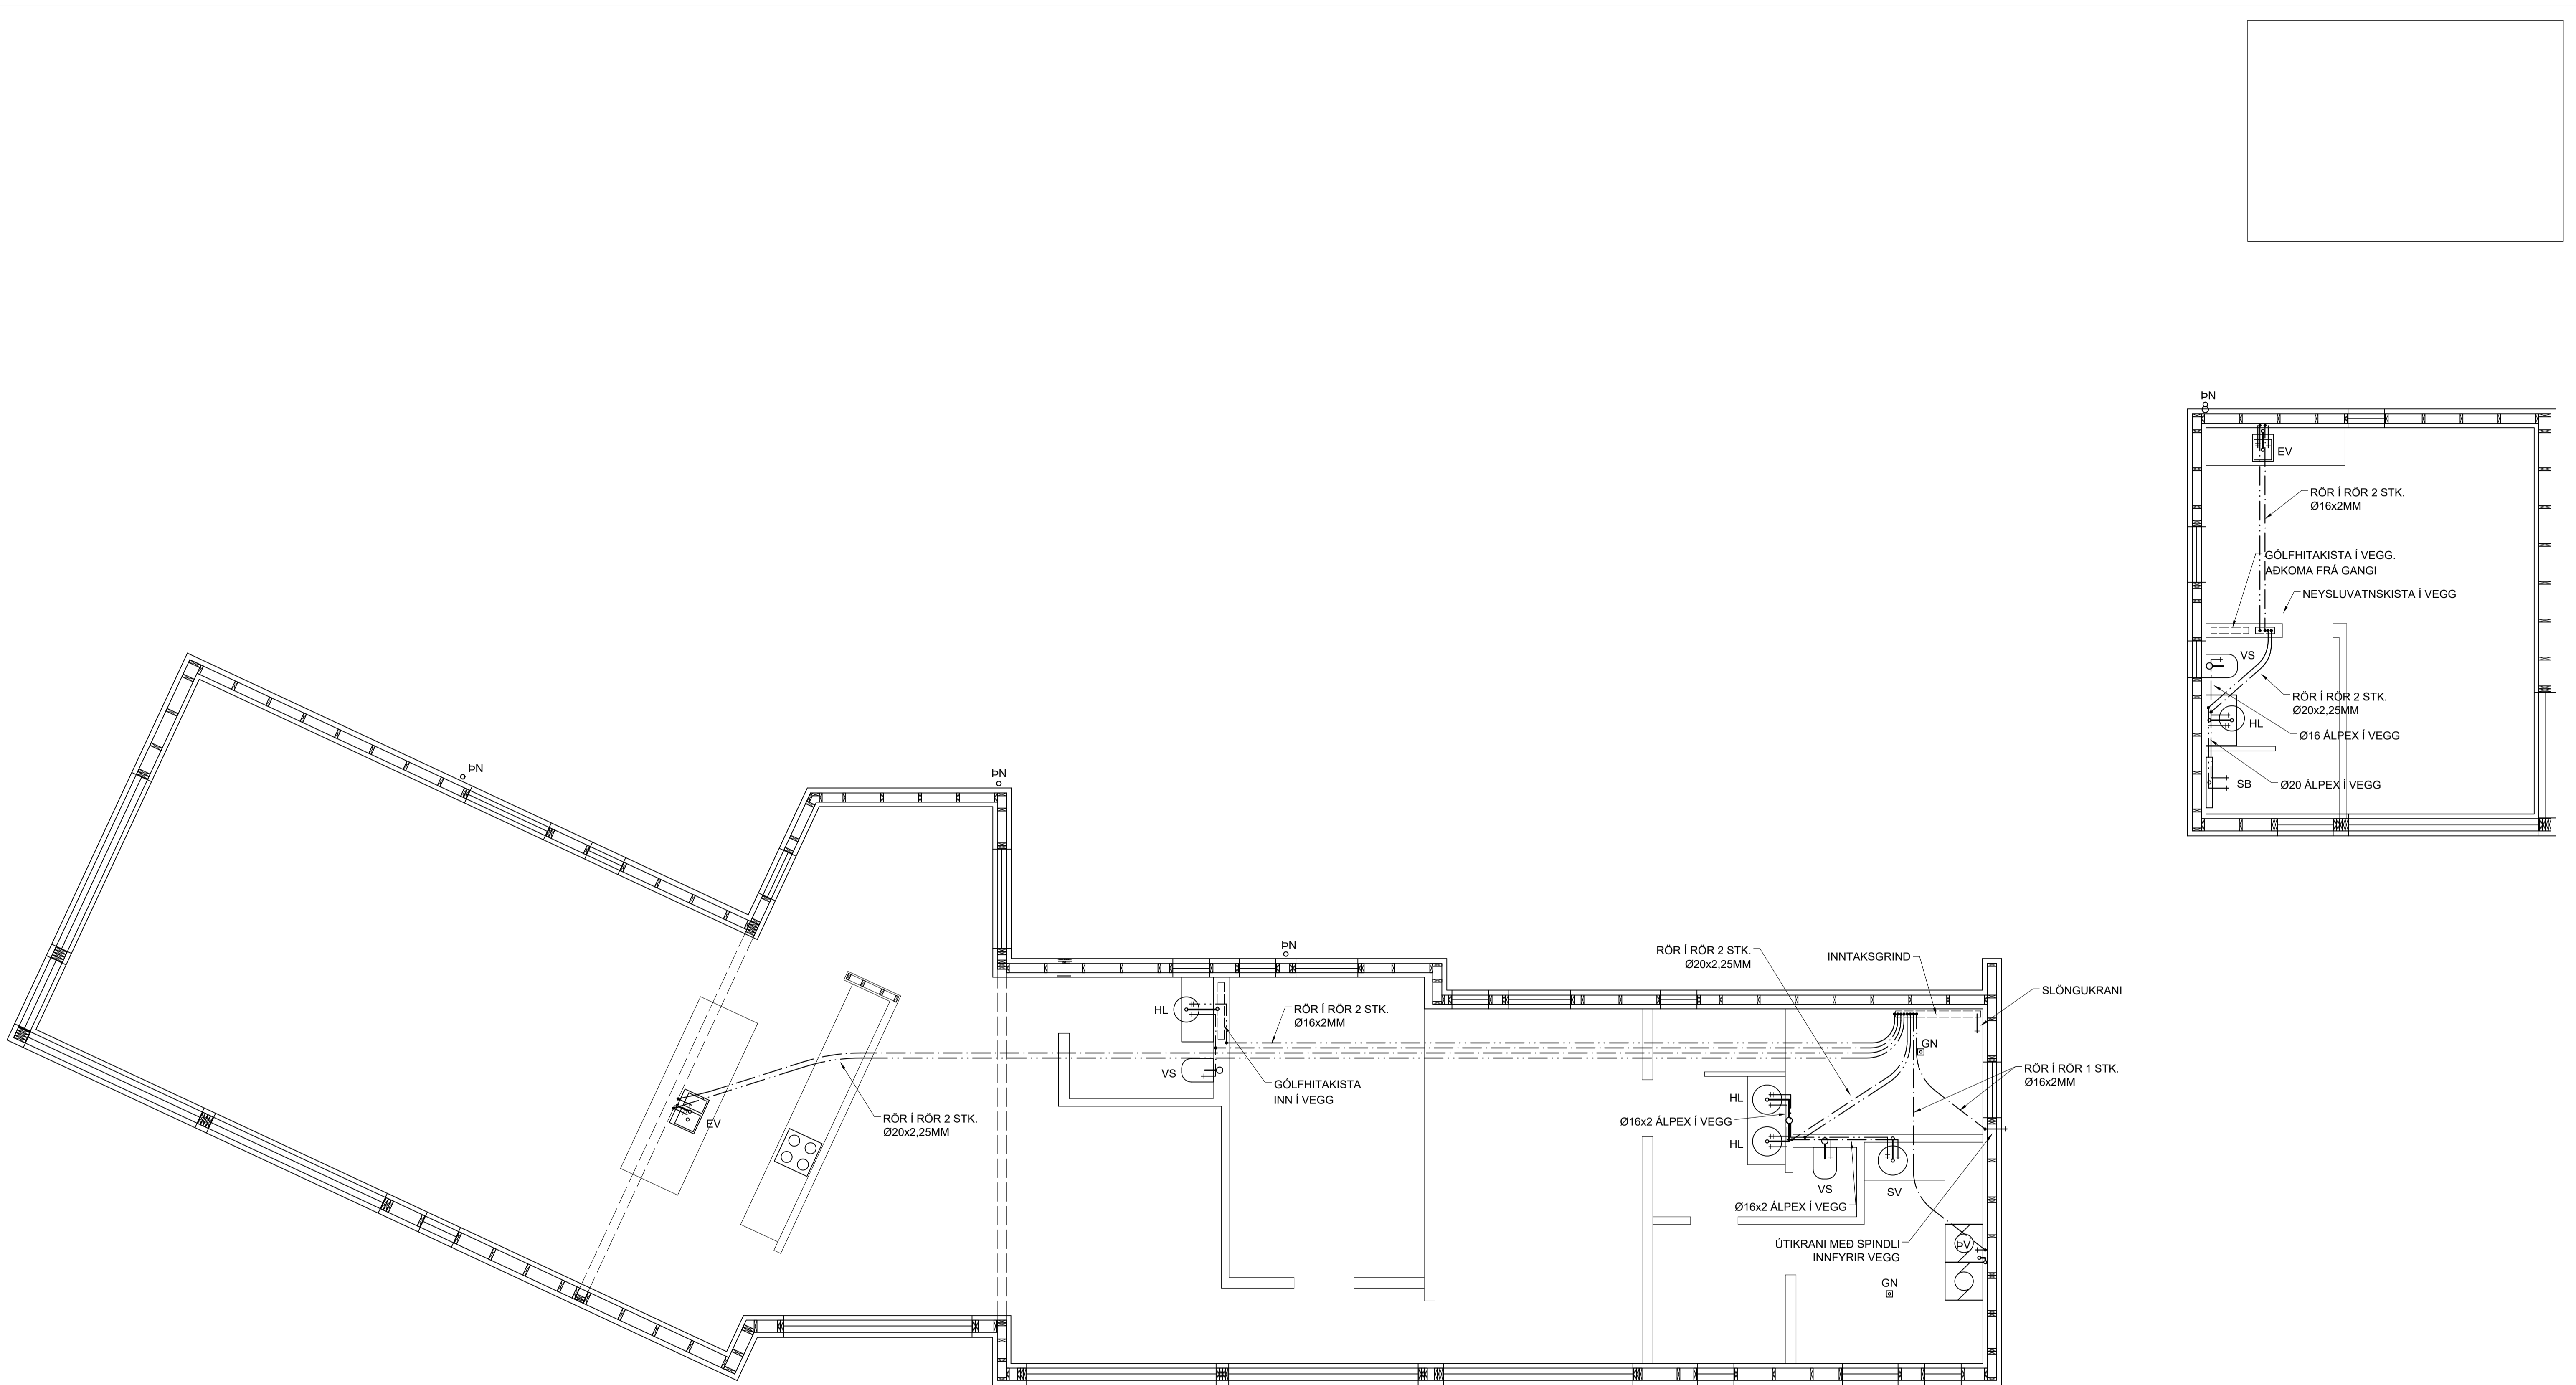 ÞN
EV
RÖR Í RÖR 2 STK.
Ø16x2MM
GÓLFHITAKISTA Í VEGG.
AÐKOMA FRÁ GANGI
NEYSLUVATNSKISTA Í VEGG
VS
RÖR Í RÖR 2 STK.
Ø20x2,25MM
HL
Ø16 ÁLPEX Í VEGG
SB
Ø20 ÁLPEX Í VEGG
ÞN
ÞN
ÞN
RÖR Í RÖR 2 STK.
Ø20x2,25MM
INNTAKSGRIND
SLÖNGUKRANI
HL
RÖR Í RÖR 2 STK.
Ø16x2MM
GN
VS
GÓLFHITAKISTA
INN Í VEGG
RÖR Í RÖR 1 STK.
Ø16x2MM
HL
EV
RÖR Í RÖR 2 STK.
Ø20x2,25MM
Ø16x2 ÁLPEX Í VEGG
HL
VS
SV
Ø16x2 ÁLPEX Í VEGG
ÚTIKRANI MEÐ SPINDLI
INNFYRIR VEGG
ÞV
GN